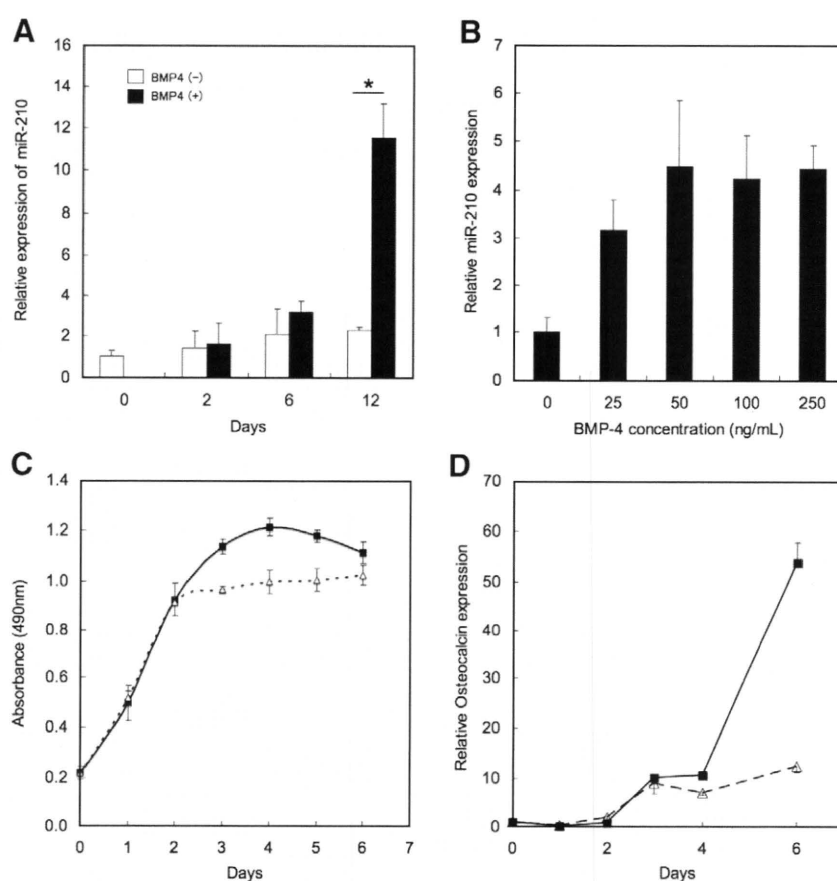 A
Relative expression of miR-210
16
14
12
10
8
6
4
2
0
BMP4 (-)
BMP4 (+)
*
0 2 6 12
Days
B
Relative miR-210 expression
7
6
5
4
3
2
1
0
0 25 50 100 250
BMP-4 concentration (ng/mL)
C
Absorbance (490nm)
1.4
1.2
1.0
0.8
0.6
0.4
0.2
0.0
0 1 2 3 4 5 6 7
Days
D
Relative Osteocalcin expression
70
60
50
40
30
20
10
0
0 2 4 6
Days